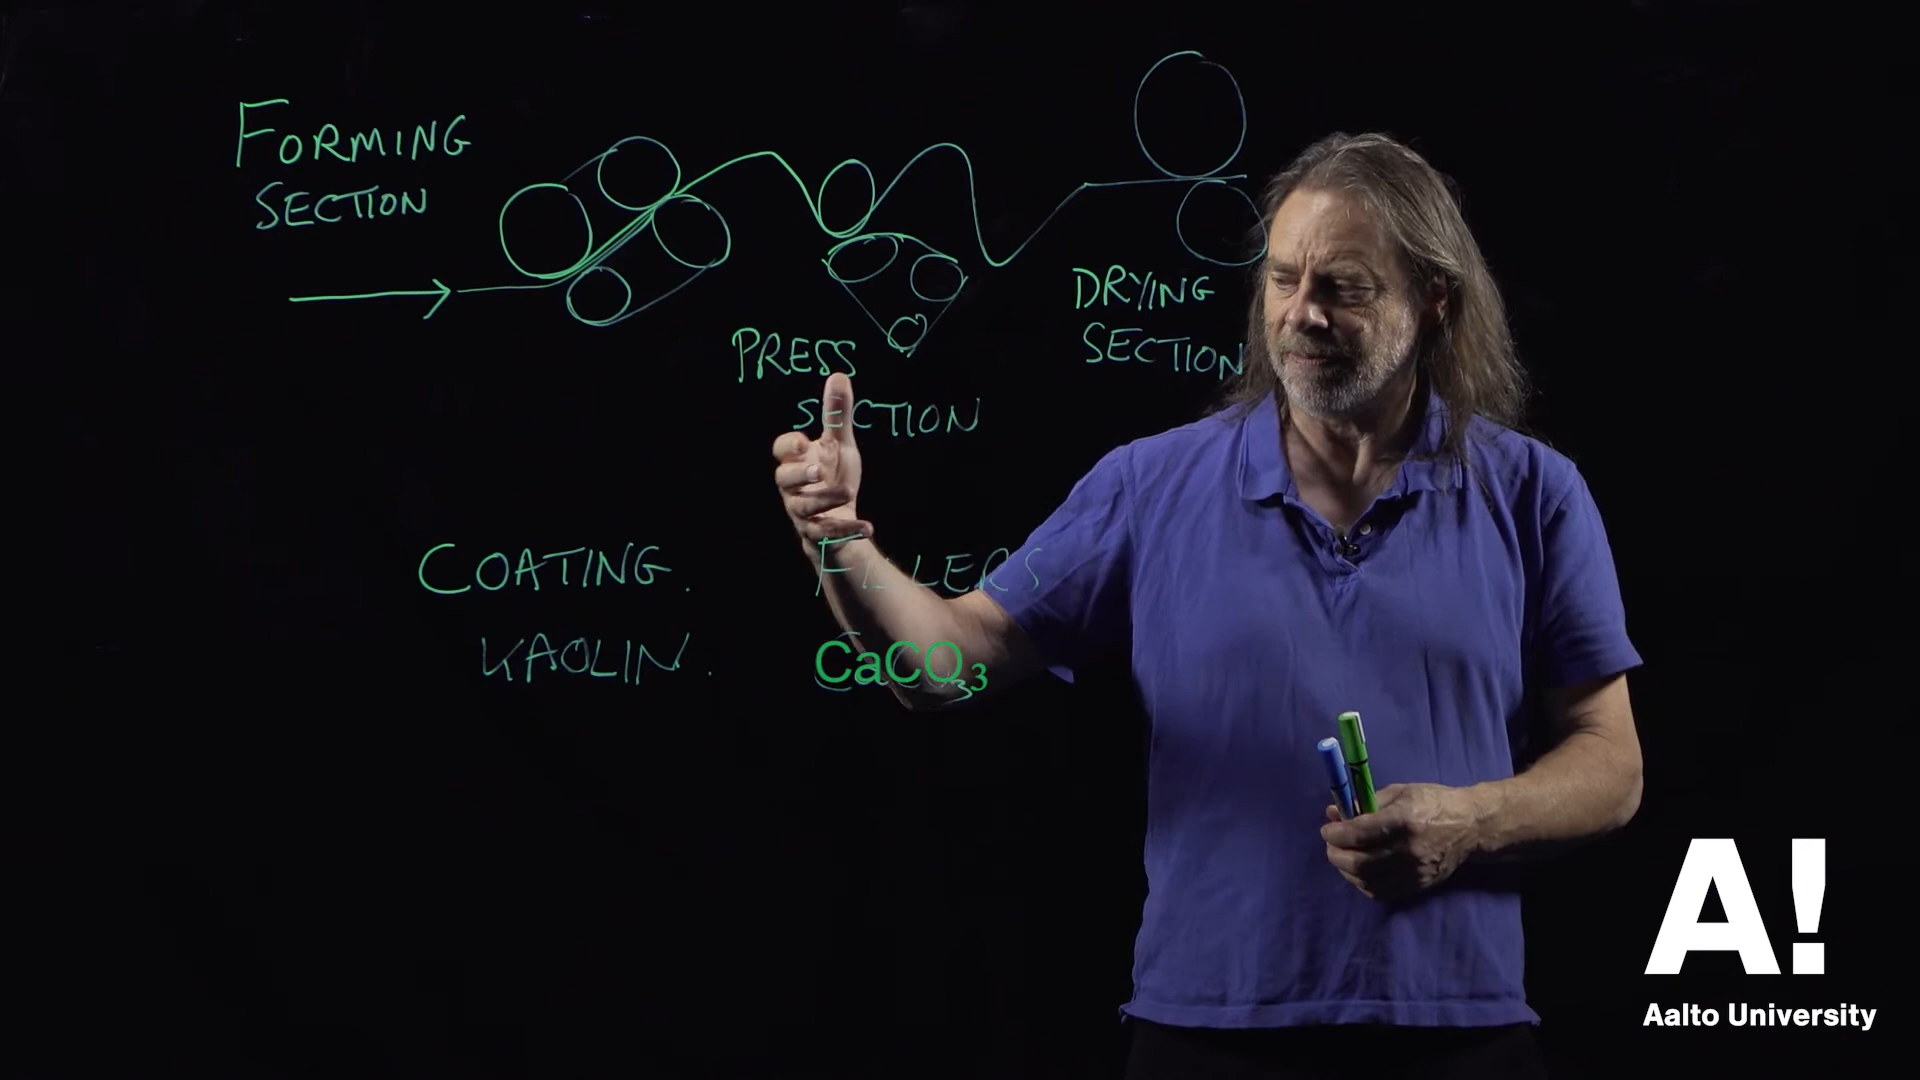 FORMING
SECTION
PRESS
SECTION
DRYING
SECTION
COATING.
FILLERS
KAOLIN.
CaCO₃
A!
Aalto University